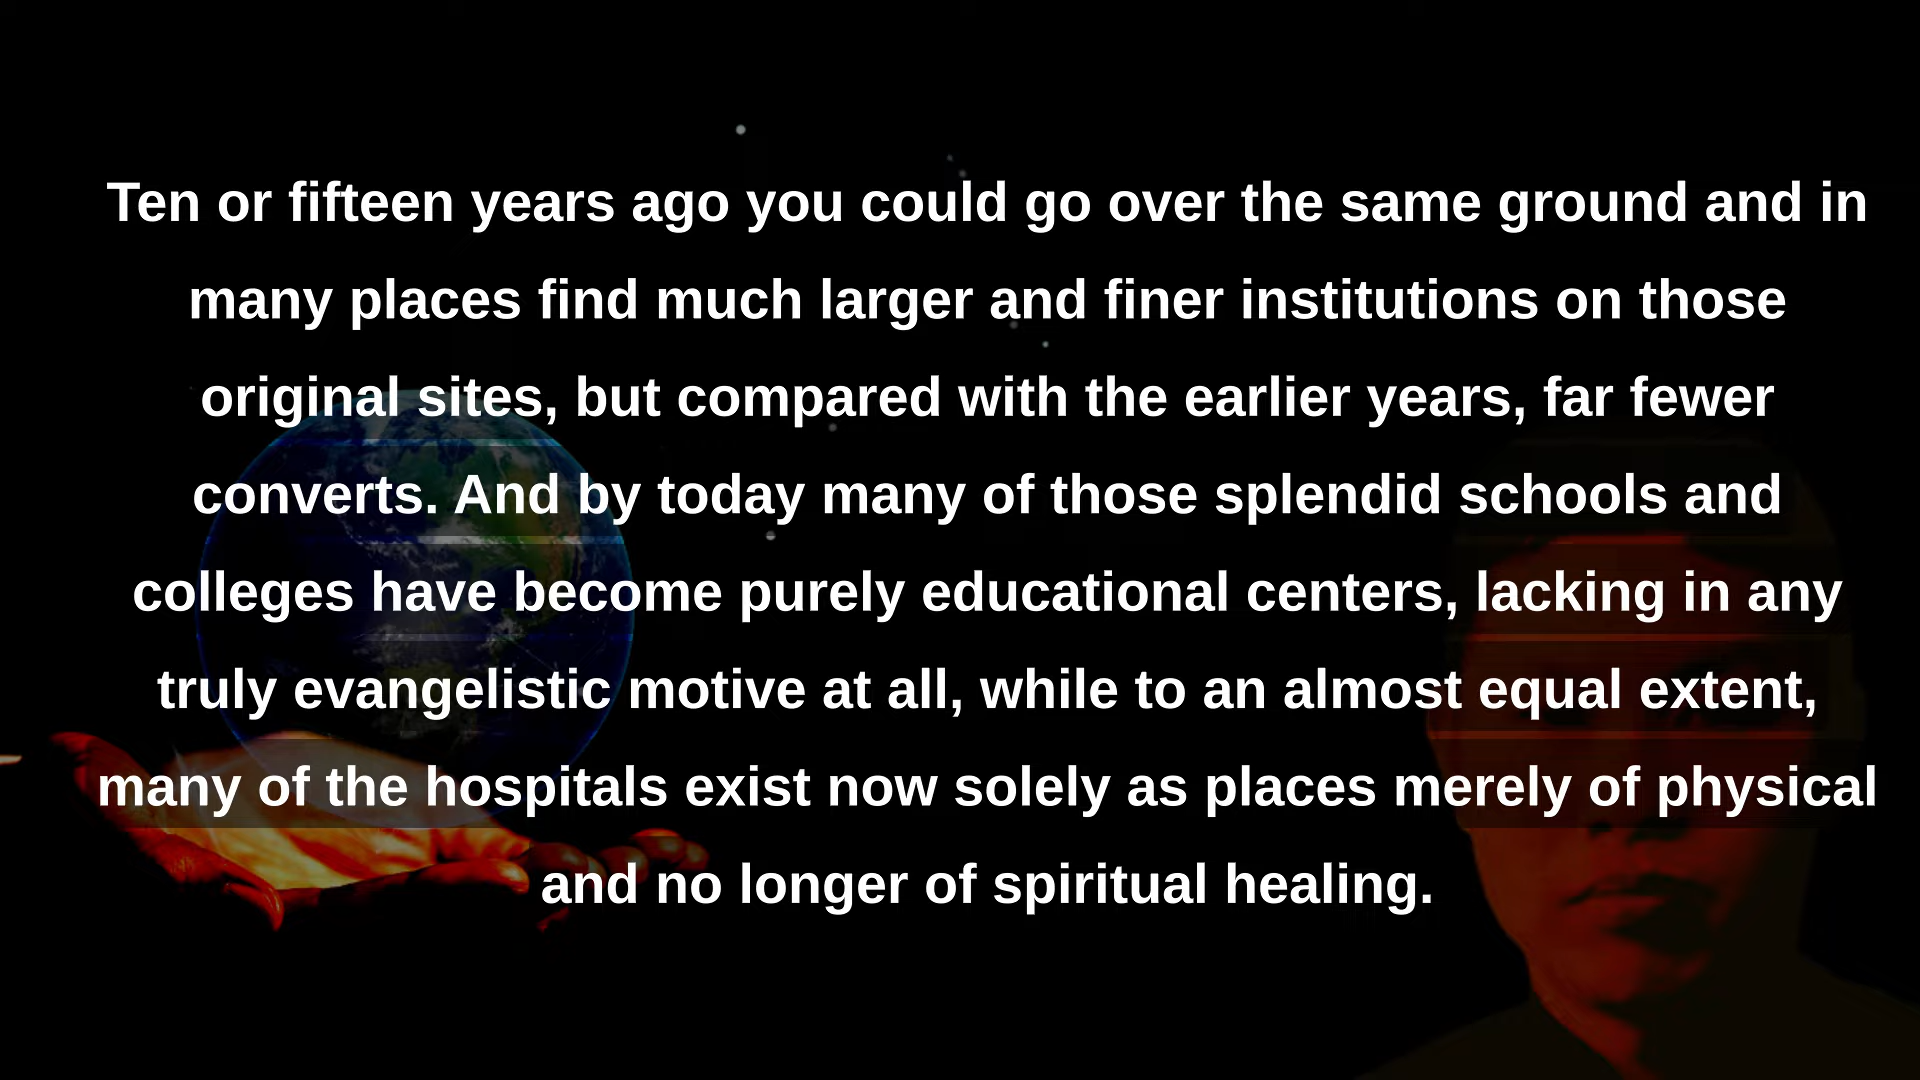 Ten or fifteen years ago you could go over the same ground and in
many places find much larger and finer institutions on those
original sites, but compared with the earlier years, far fewer
converts. And by today many of those splendid schools and
colleges have become purely educational centers, lacking in any
truly evangelistic motive at all, while to an almost equal extent,
many of the hospitals exist now solely as places merely of physical
and no longer of spiritual healing.